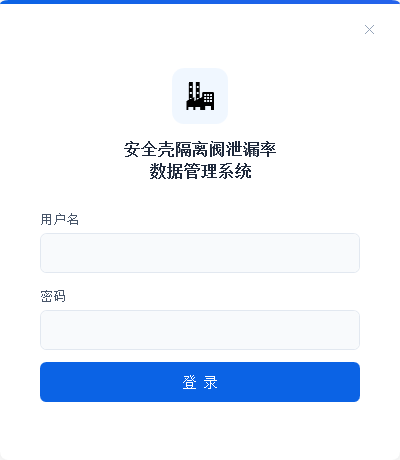 安全壳隔离阀泄漏率
数据管理系统
用户名
密码
登 录